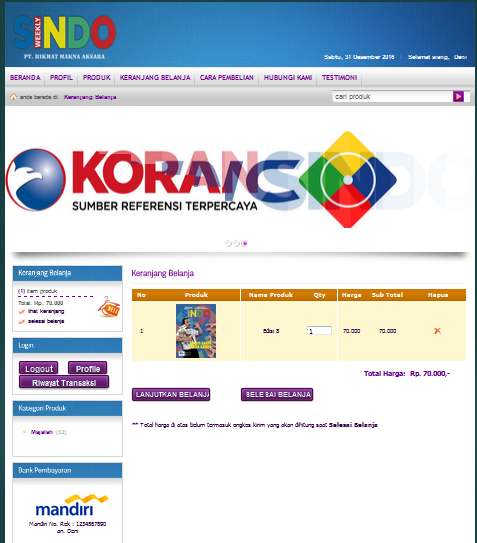 SINDO
WEEKLY
PT. HIKMAT MAKNA AKSARA
Sabtu, 31 Desember 2016 | Selamat siang, Deni
BERANDA PROFIL PRODUK KERANJANG BELANJA CARA PEMBELIAN HUBUNGI KAMI TESTIMONI
anda berada di: Keranjang Belanja
cari produk
KORAN SINDO
SUMBER REFERENSI TERPERCAYA
Keranjang Belanja
(1) item produk
Total: Rp. 70.000
lihat keranjang
selesai belanja
Login
Logout Profile
Riwayat Transaksi
Kategori Produk
Majallah (12)
Bank Pembayaran
mandiri
Mandiri No. Rek : 1234567890
an. Deni
Keranjang Belanja
No Produk Nama Produk Qty Harga Sub Total Hapus
1 SINDO Edisi 8 1 70.000 70.000
Total Harga: Rp. 70.000,-
LANJUTKAN BELANJA SELESAI BELANJA
** Total harga di atas belum termasuk ongkos kirim yang akan dihitung saat Selesai Belanja